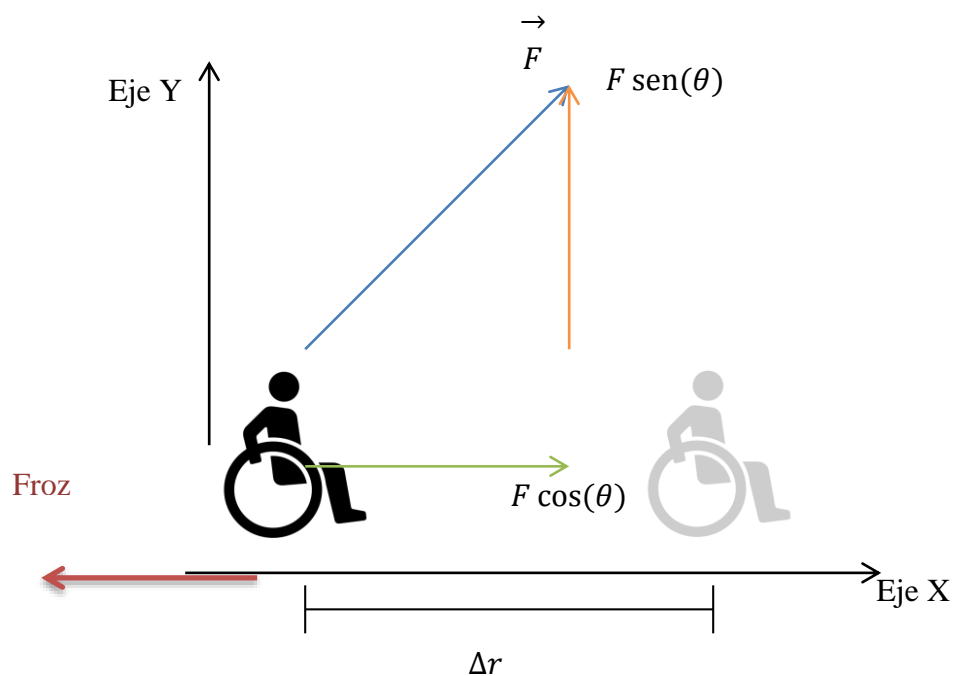 →
F
F sen(θ)
Eje Y
Froz
F cos(θ)
Eje X
Δr